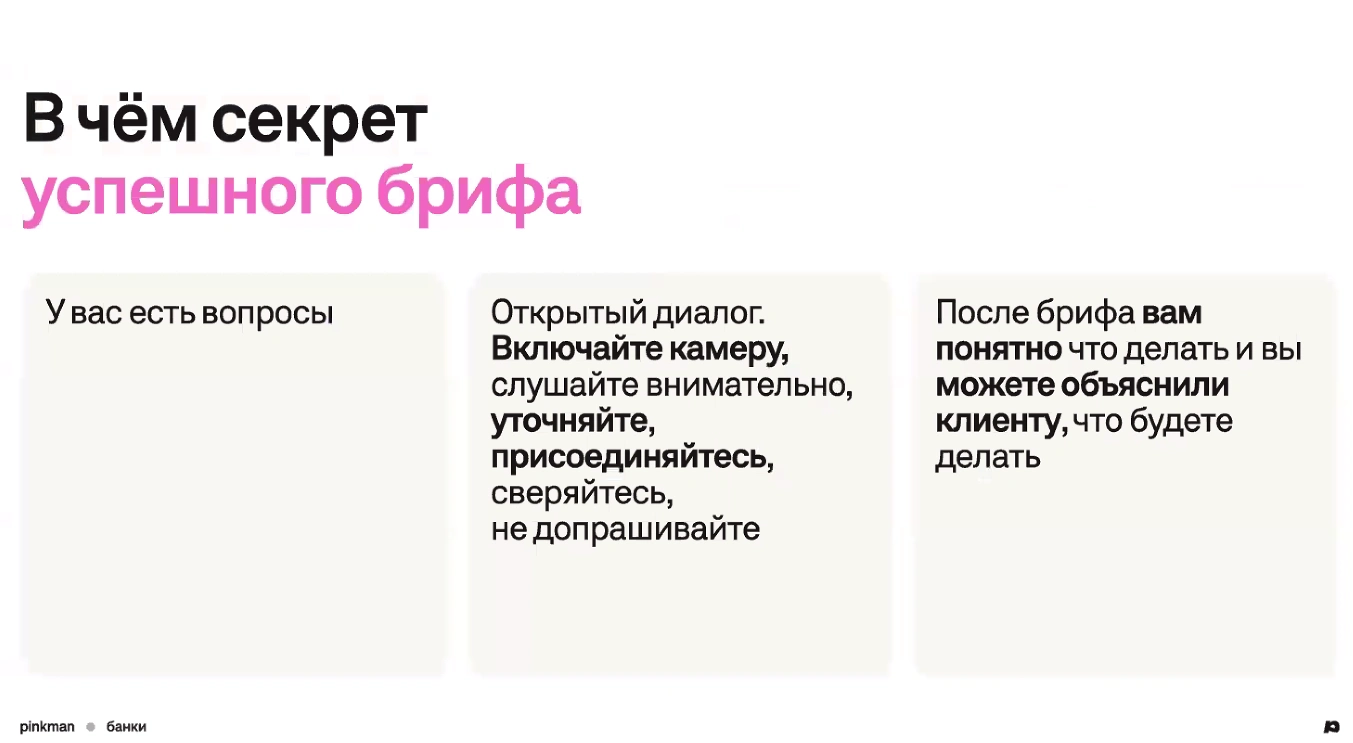 В чём секрет
успешного брифа
У вас есть вопросы
Открытый диалог.
Включайте камеру,
слушайте внимательно,
уточняйте,
присоединяйтесь,
сверяйтесь,
не допрашивайте
После брифа вам
понятно что делать и вы
можете объяснили
клиенту, что будете
делать
pinkman
банки